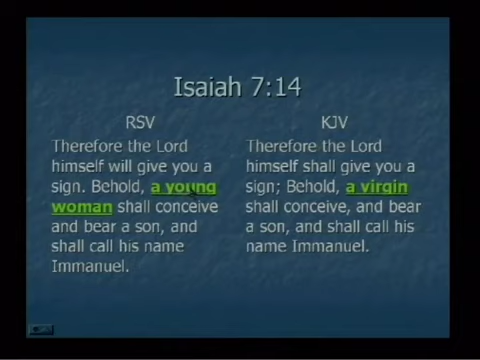 Isaiah 7:14
RSV
Therefore the Lord
himself will give you a
sign. Behold, a young
woman shall conceive
and bear a son, and
shall call his name
Immanuel.
KJV
Therefore the Lord
himself shall give you a
sign; Behold, a virgin
shall conceive, and bear
a son, and shall call his
name Immanuel.